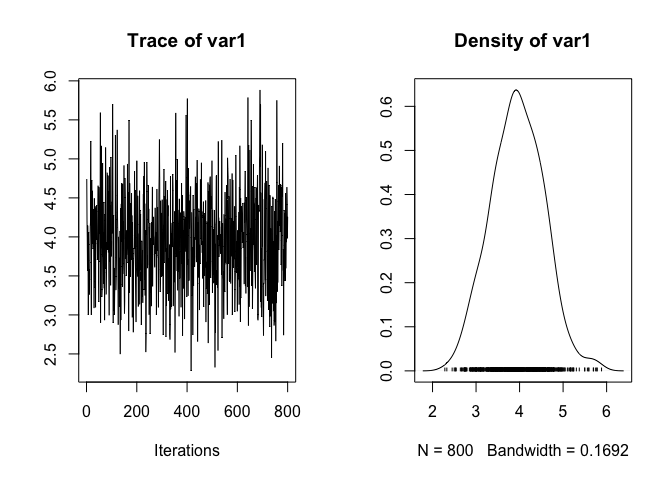 Trace of var1
6.0
5.5
5.0
4.5
4.0
3.5
3.0
2.5
0 200 400 600 800
Iterations
Density of var1
0.6
0.5
0.4
0.3
0.2
0.1
0.0
2 3 4 5 6
N = 800 Bandwidth = 0.1692